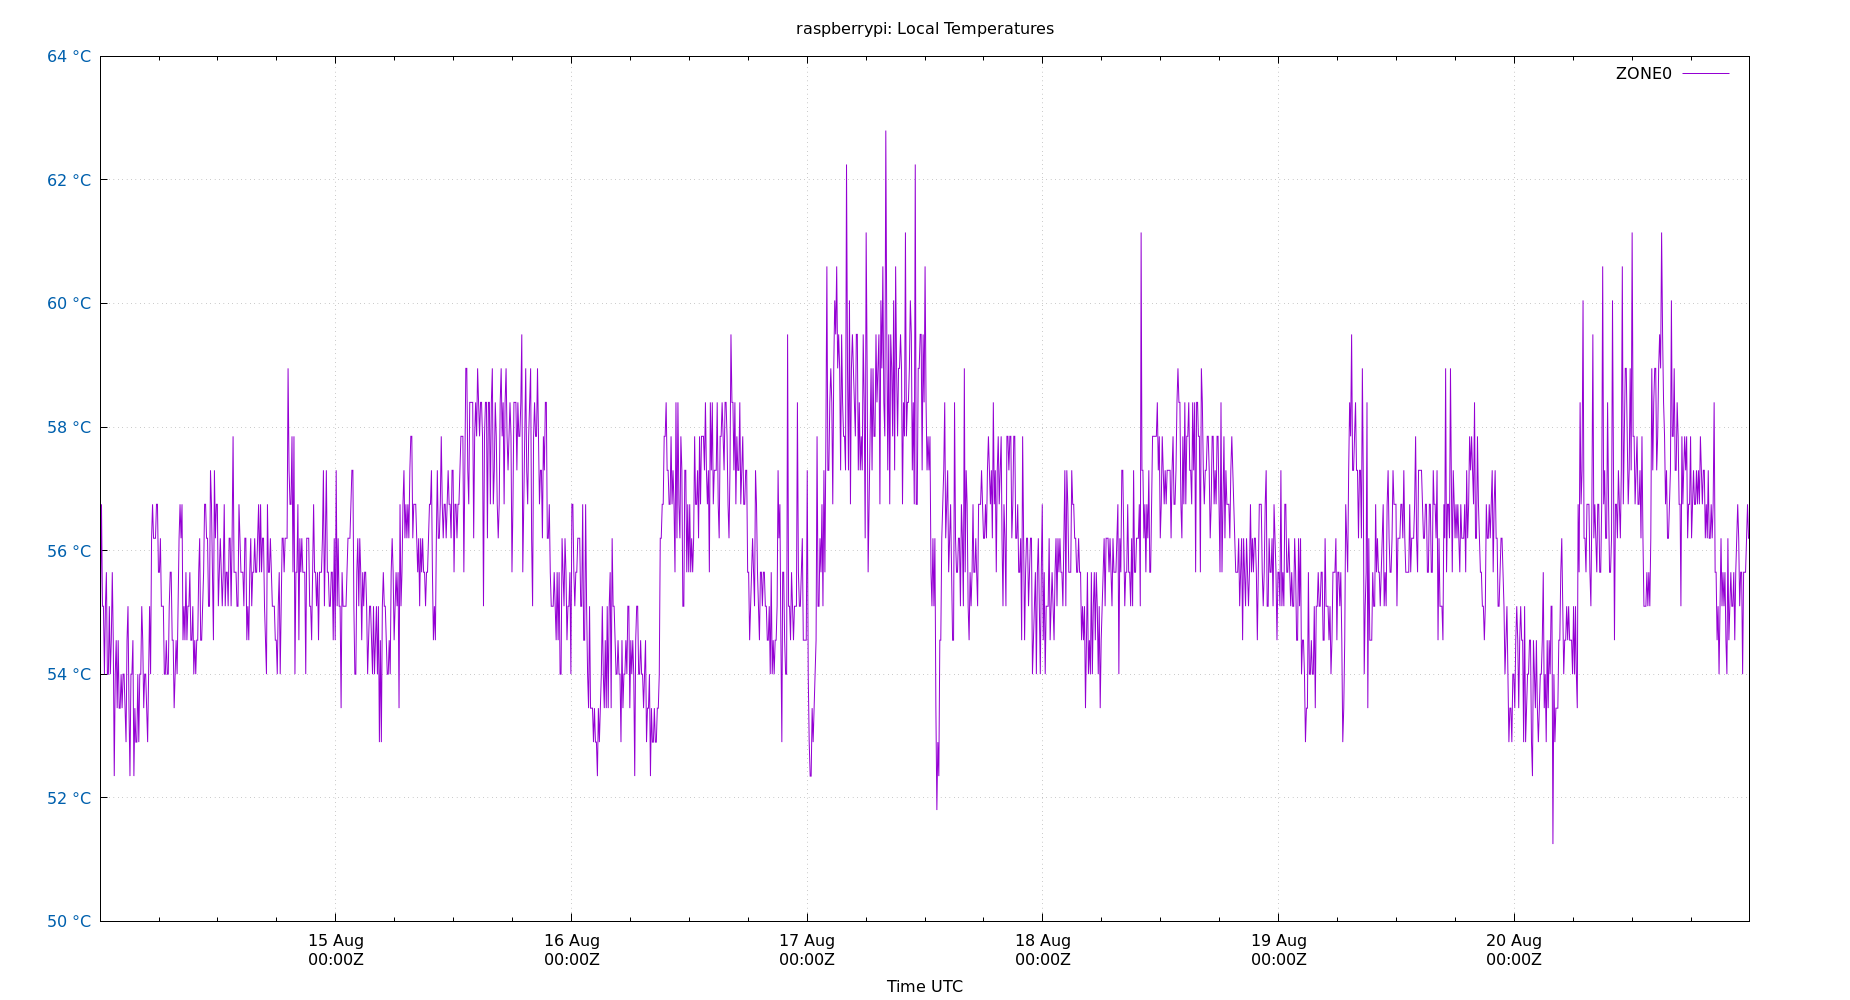 raspberrypi: Local Temperatures
64 °C
ZONE0
62 °C
60 °C
58 °C
56 °C
54 °C
52 °C
50 °C
15 Aug 16 Aug 17 Aug 18 Aug 19 Aug 20 Aug
00:00Z 00:00Z 00:00Z 00:00Z 00:00Z 00:00Z
Time UTC